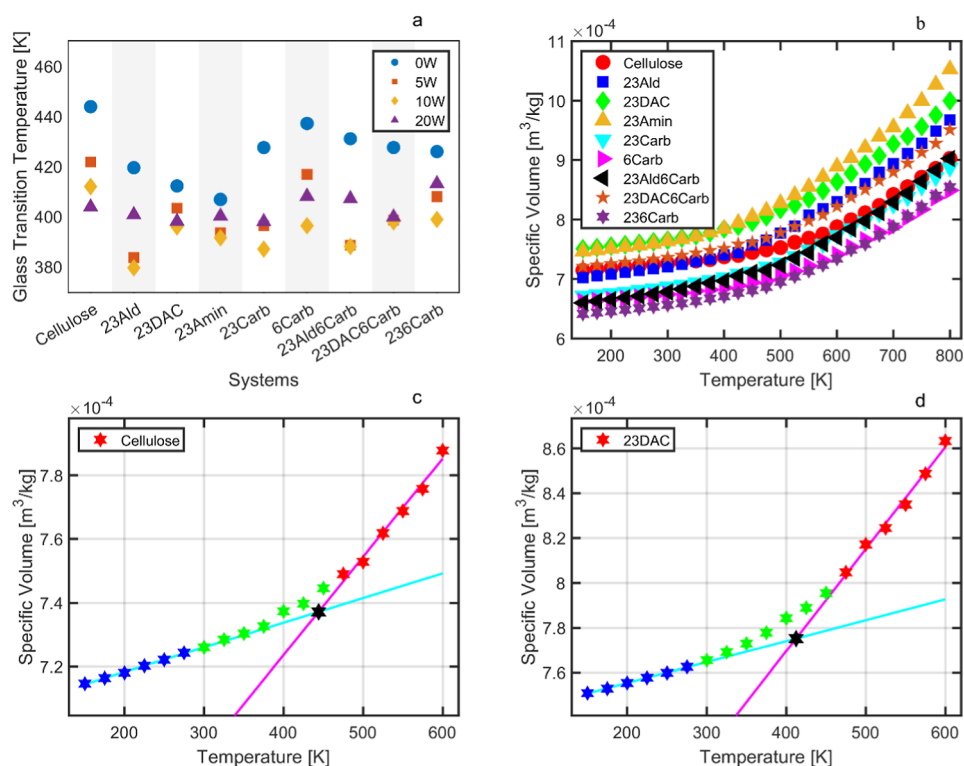 a
Glass Transition Temperature [K]
460
440
420
400
380
0W
5W
10W
20W
Cellulose
23Ald
23DAC
23Amin
23Carb
6Carb
23Ald6Carb
23DAC6Carb
236Carb
Systems
b
×10⁻⁴
Specific Volume [m³/kg]
11
10
9
8
7
6
Cellulose
23Ald
23DAC
23Amin
23Carb
6Carb
23Ald6Carb
23DAC6Carb
236Carb
200 300 400 500 600 700 800
Temperature [K]
c
×10⁻⁴
Specific Volume [m³/kg]
7.8
7.6
7.4
7.2
Cellulose
200 300 400 500 600
Temperature [K]
d
×10⁻⁴
Specific Volume [m³/kg]
8.6
8.4
8.2
8
7.8
7.6
23DAC
200 300 400 500 600
Temperature [K]